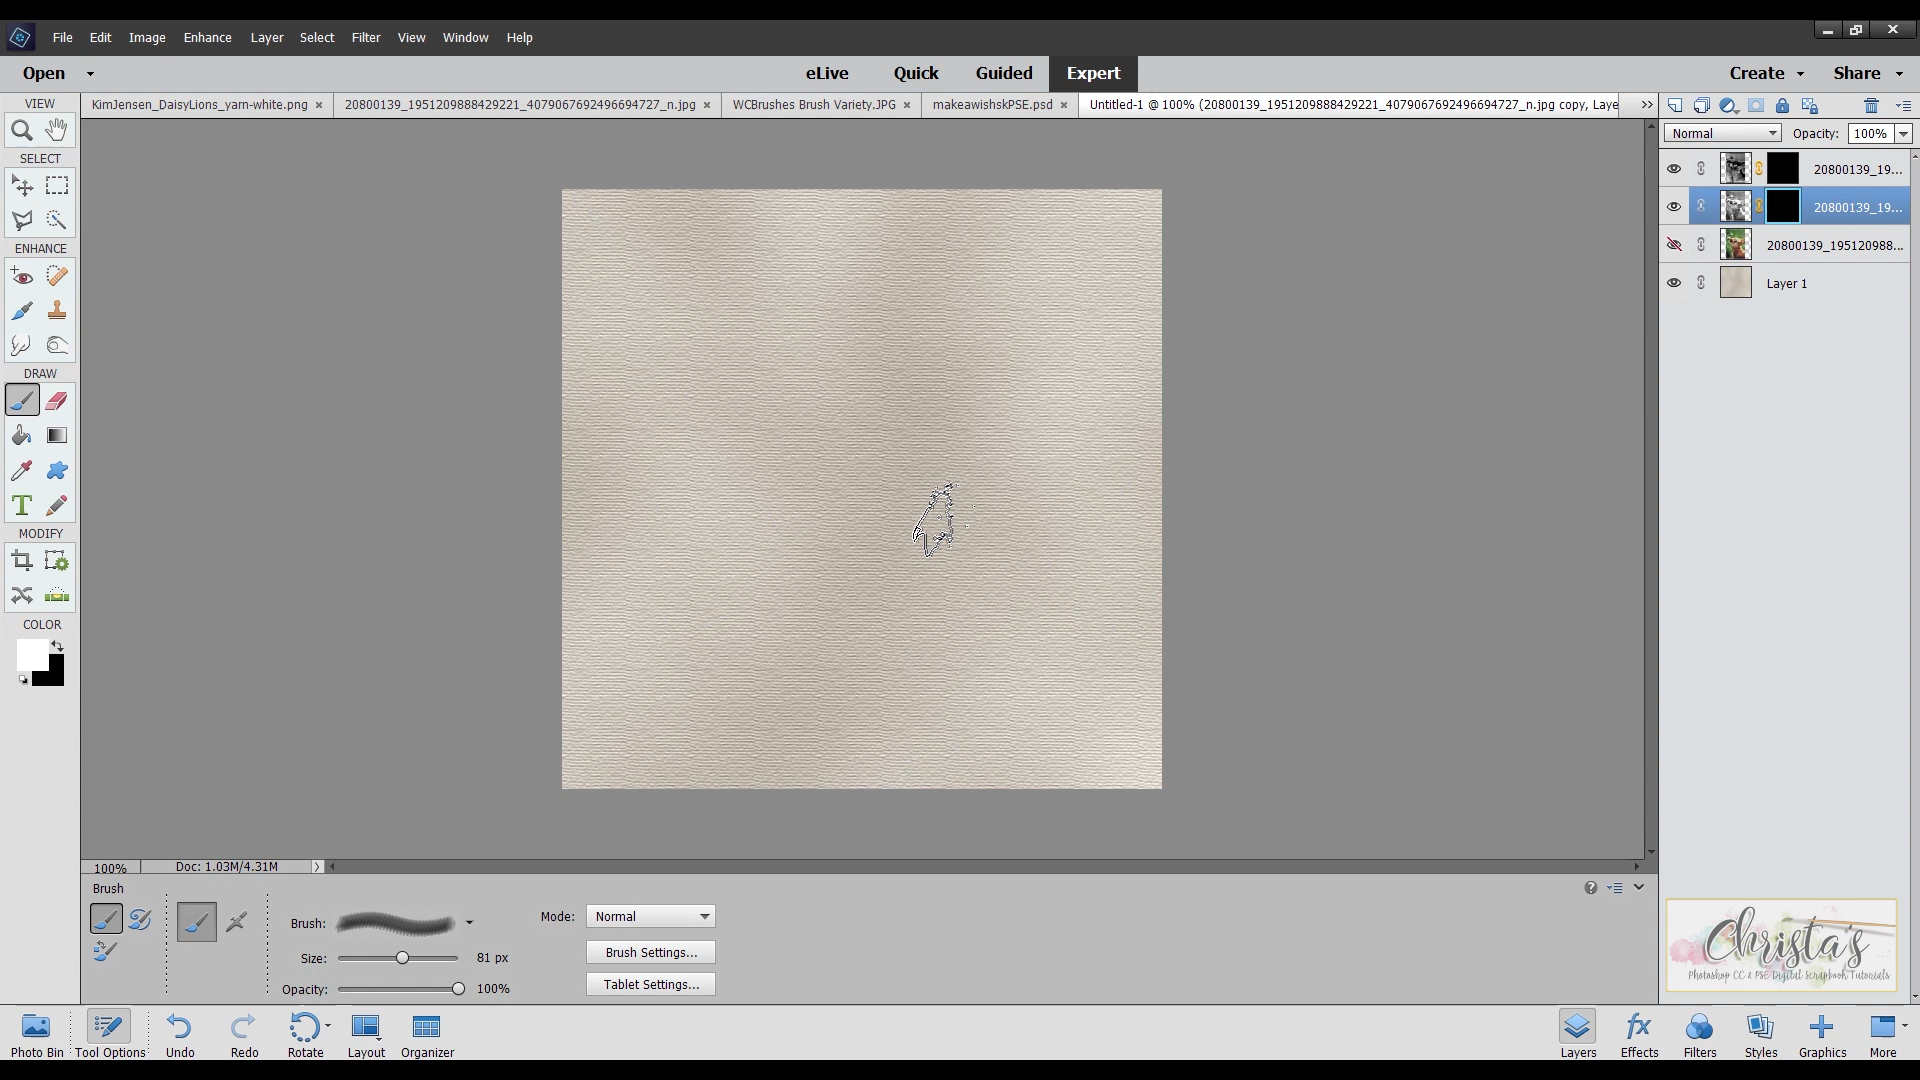 File Edit Image Enhance Layer Select Filter View Window Help
Open eLive Quick Guided Expert Create Share
VIEW
KimJensen_DaisyLions_yarn-white.png × 20800139_1951209888429221_4079067692496694727_n.jpg × WCBrushes Brush Variety.JPG × makeawishskPSE.psd × Untitled-1 @ 100% (20800139_1951209888429221_4079067692496694727_n.jpg copy, Laye >>
Normal Opacity: 100%
SELECT
20800139_19...
20800139_19...
20800139_195120988...
Layer 1
ENHANCE
DRAW
T
MODIFY
COLOR
100% Doc: 1.03M/4.31M
Brush
Brush:
Size: 81 px
Opacity: 100%
Mode: Normal
Brush Settings...
Tablet Settings...
Christa's
Photoshop CC & PSE Digital Scrapbook Tutorials
Photo Bin Tool Options Undo Redo Rotate Layout Organizer
fx
Layers Effects Filters Styles Graphics More